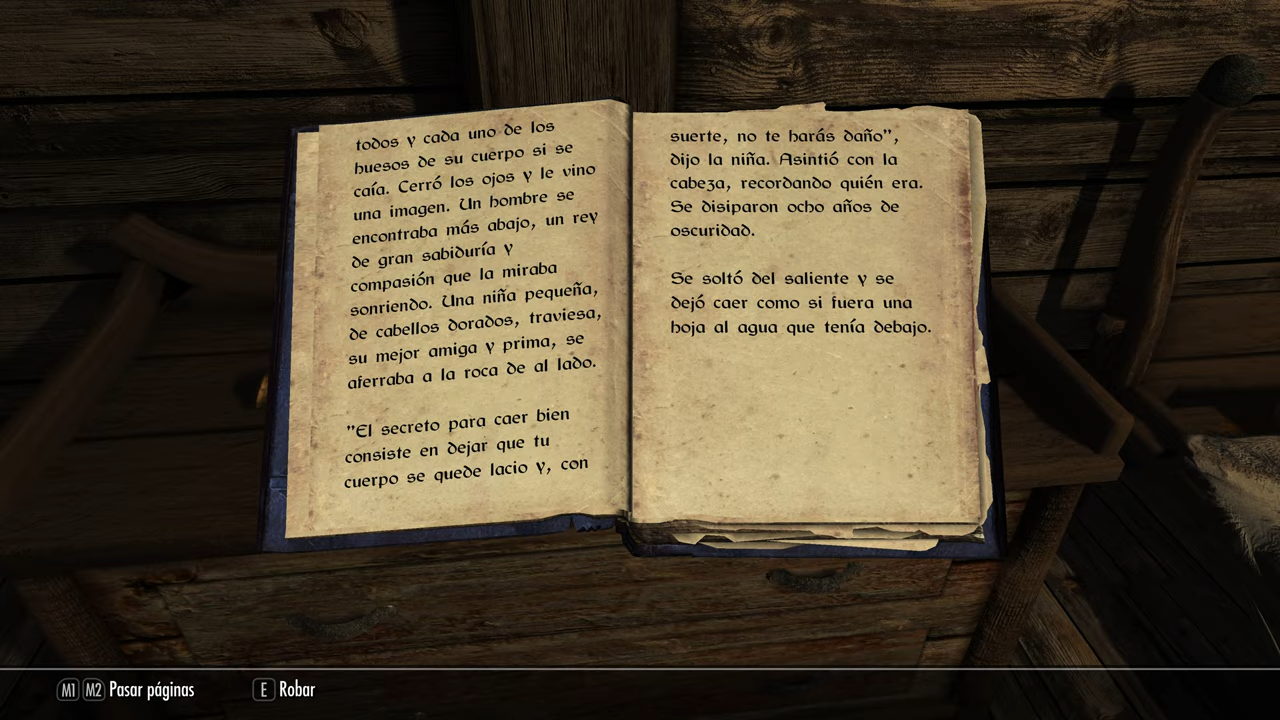 todos y cada uno de los
huesos de su cuerpo si se
caía. Cerró los ojos y le vino
una imagen. Un hombre se
encontraba más abajo, un rey
de gran sabiduría y
compasión que la miraba
sonriendo. Una niña pequeña,
de cabellos dorados, traviesa,
su mejor amiga y prima, se
aferraba a la roca de al lado.
"El secreto para caer bien
consiste en dejar que tu
cuerpo se quede lacio y, con
suerte, no te harás daño",
dijo la niña. Asintió con la
cabeza, recordando quién era.
Se disiparon ocho años de
oscuridad.
Se soltó del saliente y se
dejó caer como si fuera una
hoja al agua que tenía debajo.
M1 M2 Pasar páginas
E Robar